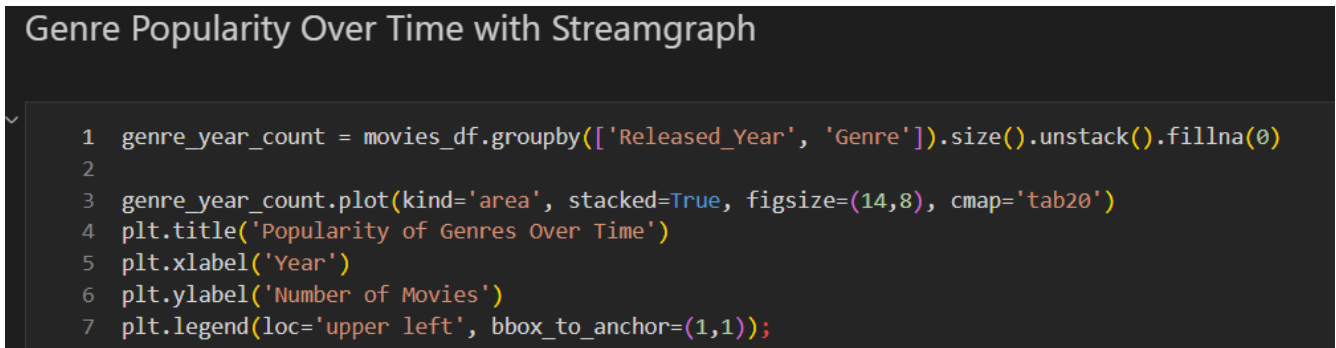 Genre Popularity Over Time with Streamgraph
1 genre_year_count = movies_df.groupby(['Released_Year', 'Genre']).size().unstack().fillna(0)
2
3 genre_year_count.plot(kind='area', stacked=True, figsize=(14,8), cmap='tab20')
4 plt.title('Popularity of Genres Over Time')
5 plt.xlabel('Year')
6 plt.ylabel('Number of Movies')
7 plt.legend(loc='upper left', bbox_to_anchor=(1,1));